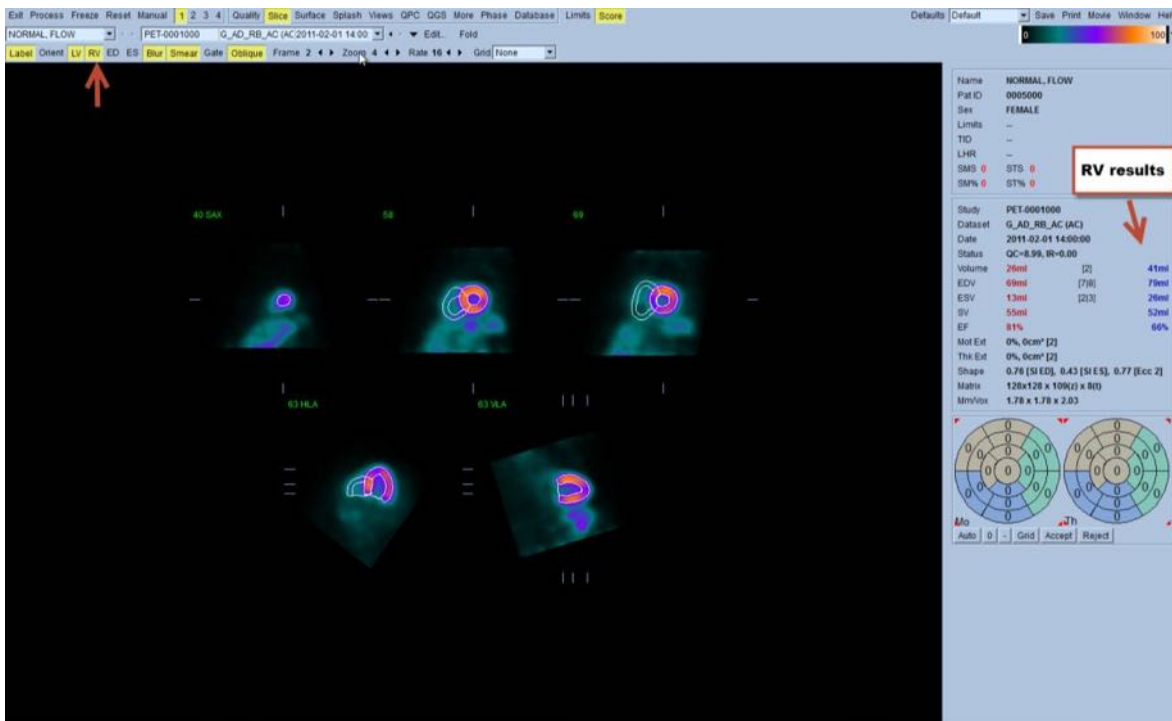 Exit Process Freeze Reset Manual 1 2 3 4 Quality Slice Surface Splash Views QPC QGS More Phase Database Limits Score Defaults Default Save Print Movie Window Hel
NORMAL, FLOW PET-0001000 G_AD_RB_AC (AC 2011-02-01 14:00 Edit.. Fold 0 100
Label Orient LV RV ED ES Blur Smear Gate Oblique Frame 2 Zoom 4 Rate 16 Grid None
Name NORMAL, FLOW
Pat ID 0005000
Sex FEMALE
Limits --
TID --
LHR --
SMS 0 STS 0
SM% 0 ST% 0
RV results
40 SAX 58 69
63 HLA 63 VLA
Study PET-0001000
Dataset G_AD_RB_AC (AC)
Date 2011-02-01 14:00:00
Status QC=8.99, IR=0.00
Volume 26ml [2] 41ml
EDV 69ml [7|8] 79ml
ESV 13ml [2|3] 26ml
SV 55ml 52ml
EF 81% 66%
Mot Ext 0%, 0cm² [2]
Thk Ext 0%, 0cm² [2]
Shape 0.76 [SI ED], 0.43 [SI ES], 0.77 [Ecc 2]
Matrix 128x128 x 109(z) x 8(t)
Mm/Vox 1.78 x 1.78 x 2.03
Mo Th
Auto 0 - Grid Accept Reject